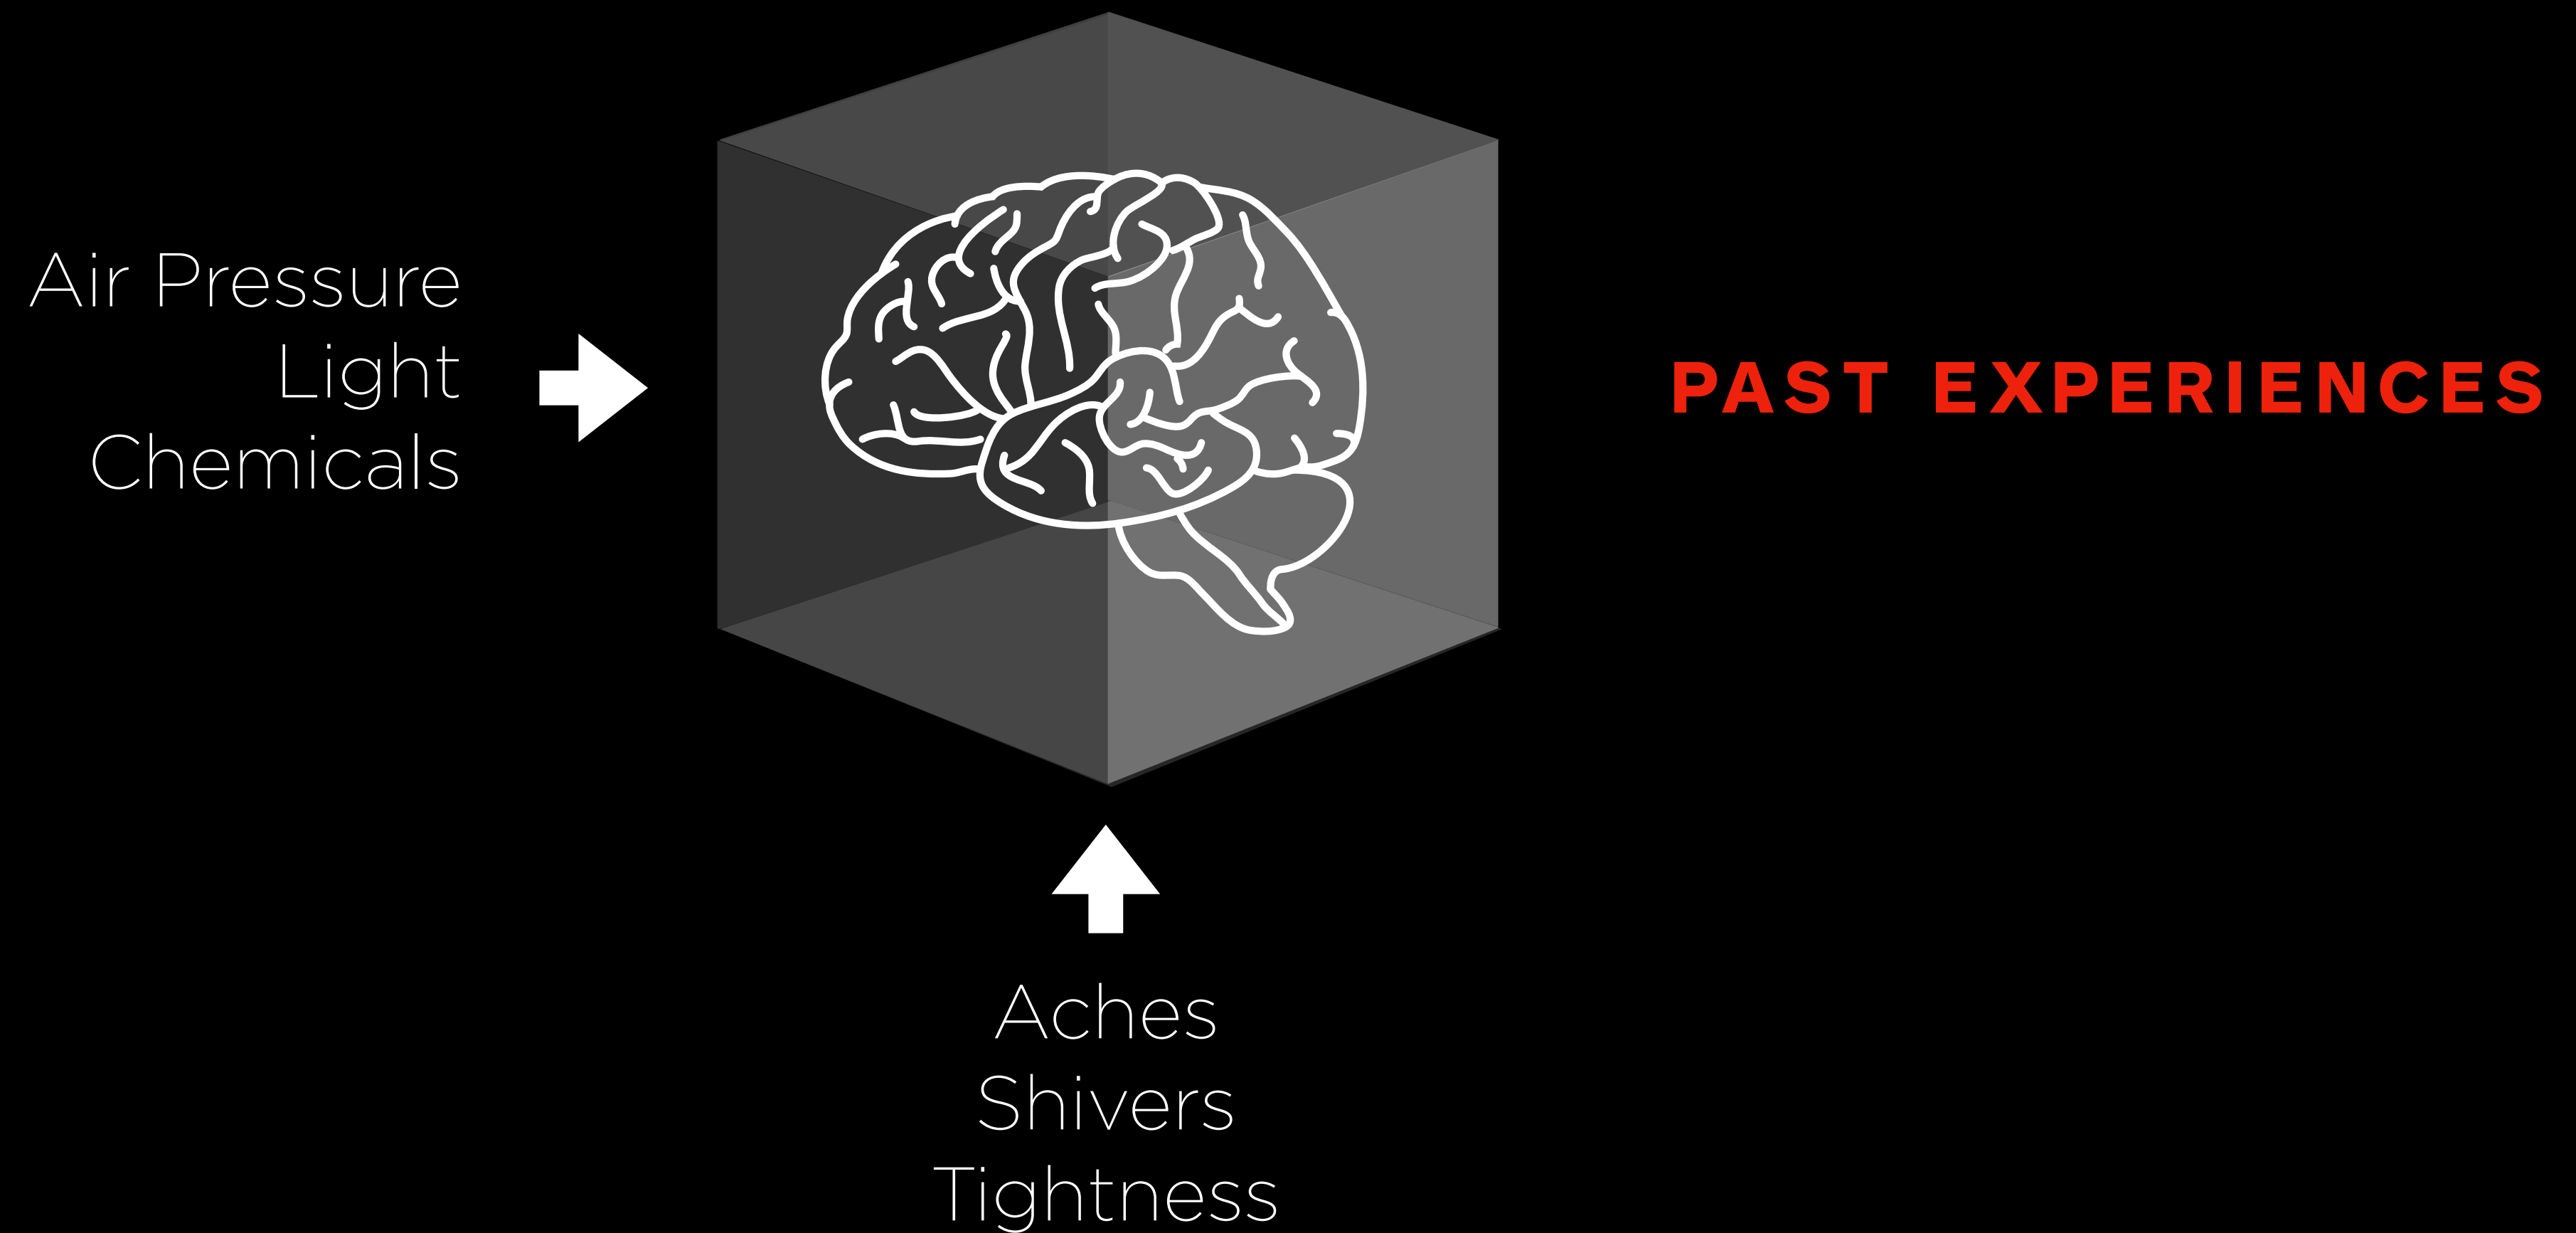 Air Pressure
Light
Chemicals
PAST EXPERIENCES
Aches
Shivers
Tightness